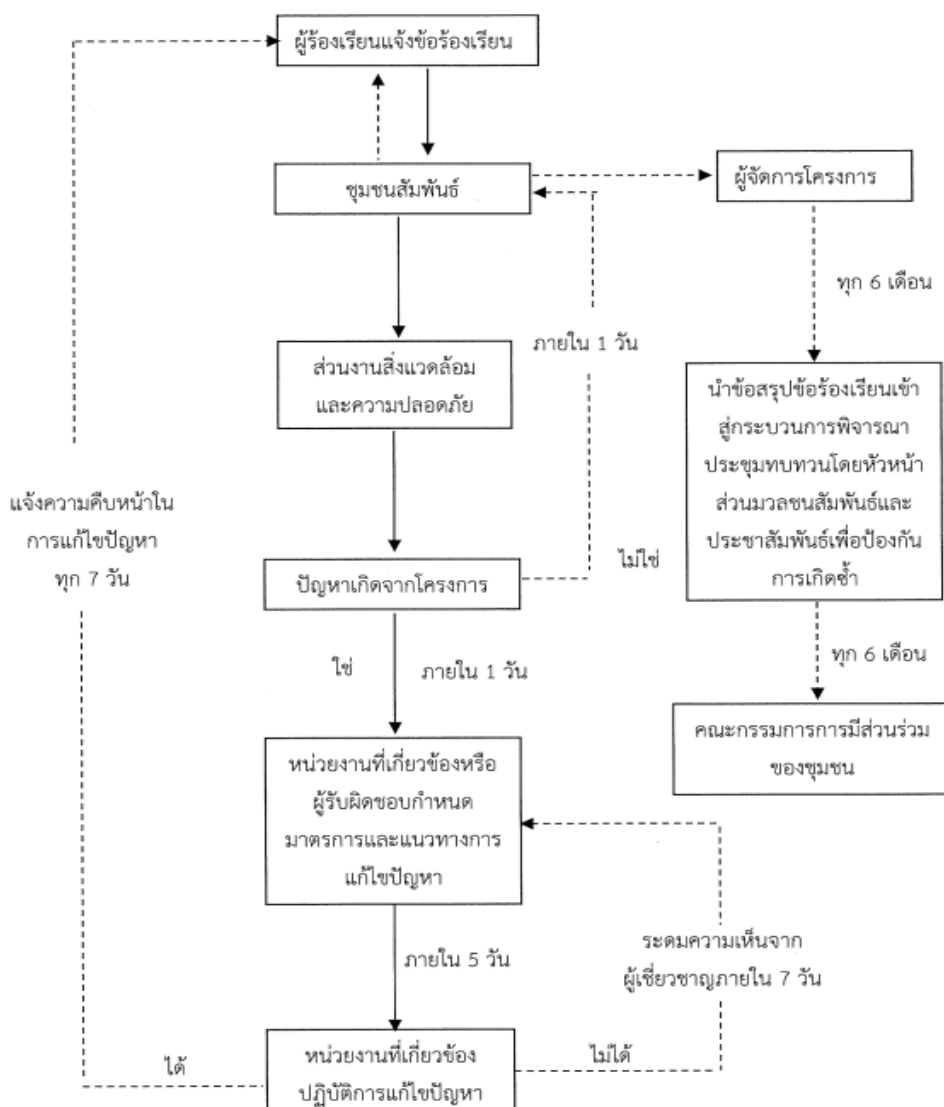 ผู้ร้องเรียนแจ้งข้อร้องเรียน
ชุมชนสัมพันธ์
ผู้จัดการโครงการ
ทุก 6 เดือน
ภายใน 1 วัน
ส่วนงานสิ่งแวดล้อม
และความปลอดภัย
นำข้อสรุปข้อร้องเรียนเข้า
สู่กระบวนการพิจารณา
ประชุมทบทวนโดยหัวหน้า
ส่วนมวลชนสัมพันธ์และ
ประชาสัมพันธ์เพื่อป้องกัน
การเกิดซ้ำ
แจ้งความคืบหน้าใน
การแก้ไขปัญหา
ทุก 7 วัน
ปัญหาเกิดจากโครงการ
ไม่ใช่
ใช่
ภายใน 1 วัน
ทุก 6 เดือน
คณะกรรมการการมีส่วนร่วม
ของชุมชน
หน่วยงานที่เกี่ยวข้องหรือ
ผู้รับผิดชอบกำหนด
มาตรการและแนวทางการ
แก้ไขปัญหา
ภายใน 5 วัน
ระดมความเห็นจาก
ผู้เชี่ยวชาญภายใน 7 วัน
ได้
หน่วยงานที่เกี่ยวข้อง
ปฏิบัติการแก้ไขปัญหา
ไม่ได้